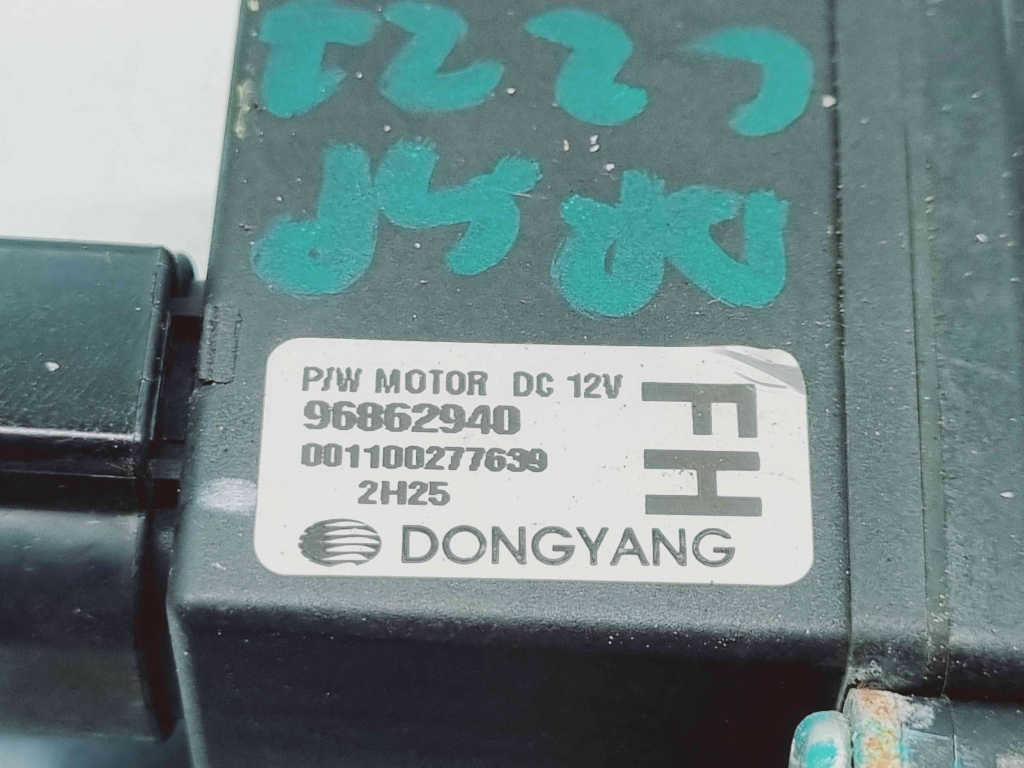 P/W MOTOR DC 12V
96862940
001100277639
2H25
FH
DONGYANG